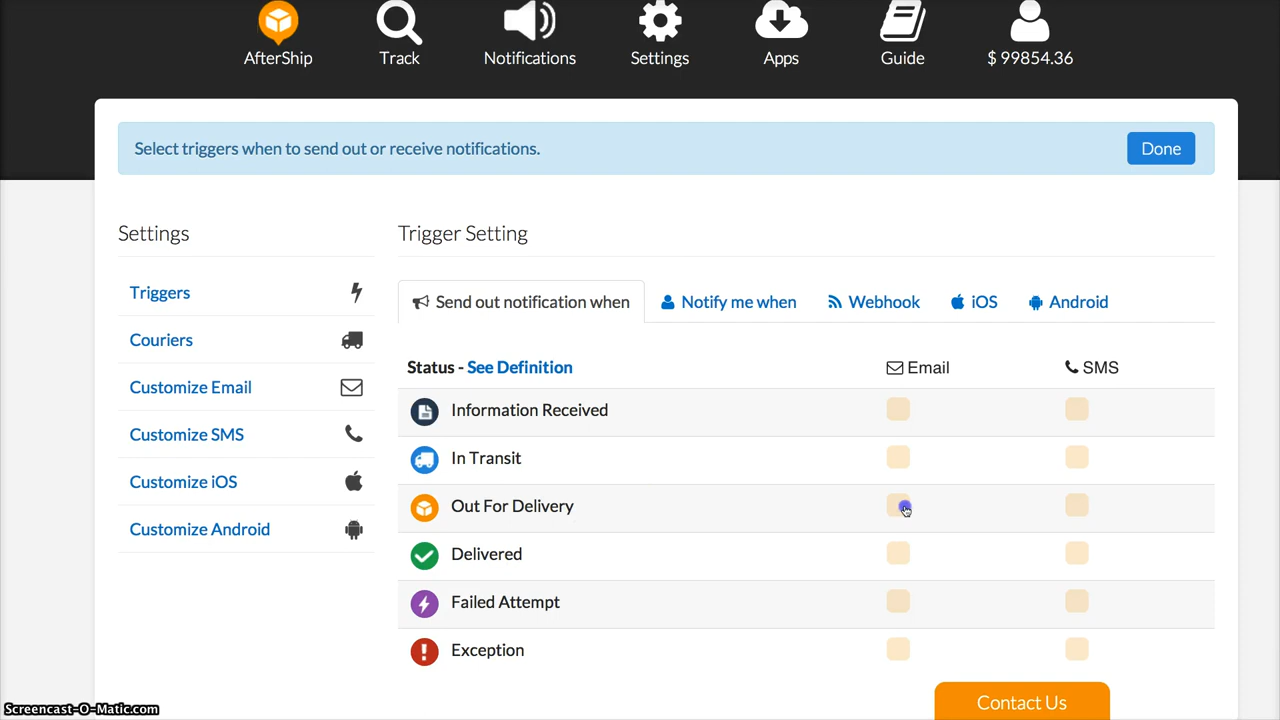 AfterShip Track Notifications Settings Apps Guide $ 99854.36
Select triggers when to send out or receive notifications. Done
Settings
Trigger Setting
Triggers
Couriers
Customize Email
Customize SMS
Customize iOS
Customize Android
Send out notification when Notify me when Webhook iOS Android
Status - See Definition Email SMS
Information Received
In Transit
Out For Delivery
Delivered
Failed Attempt
Exception
Contact Us
Screencast-O-Matic.com